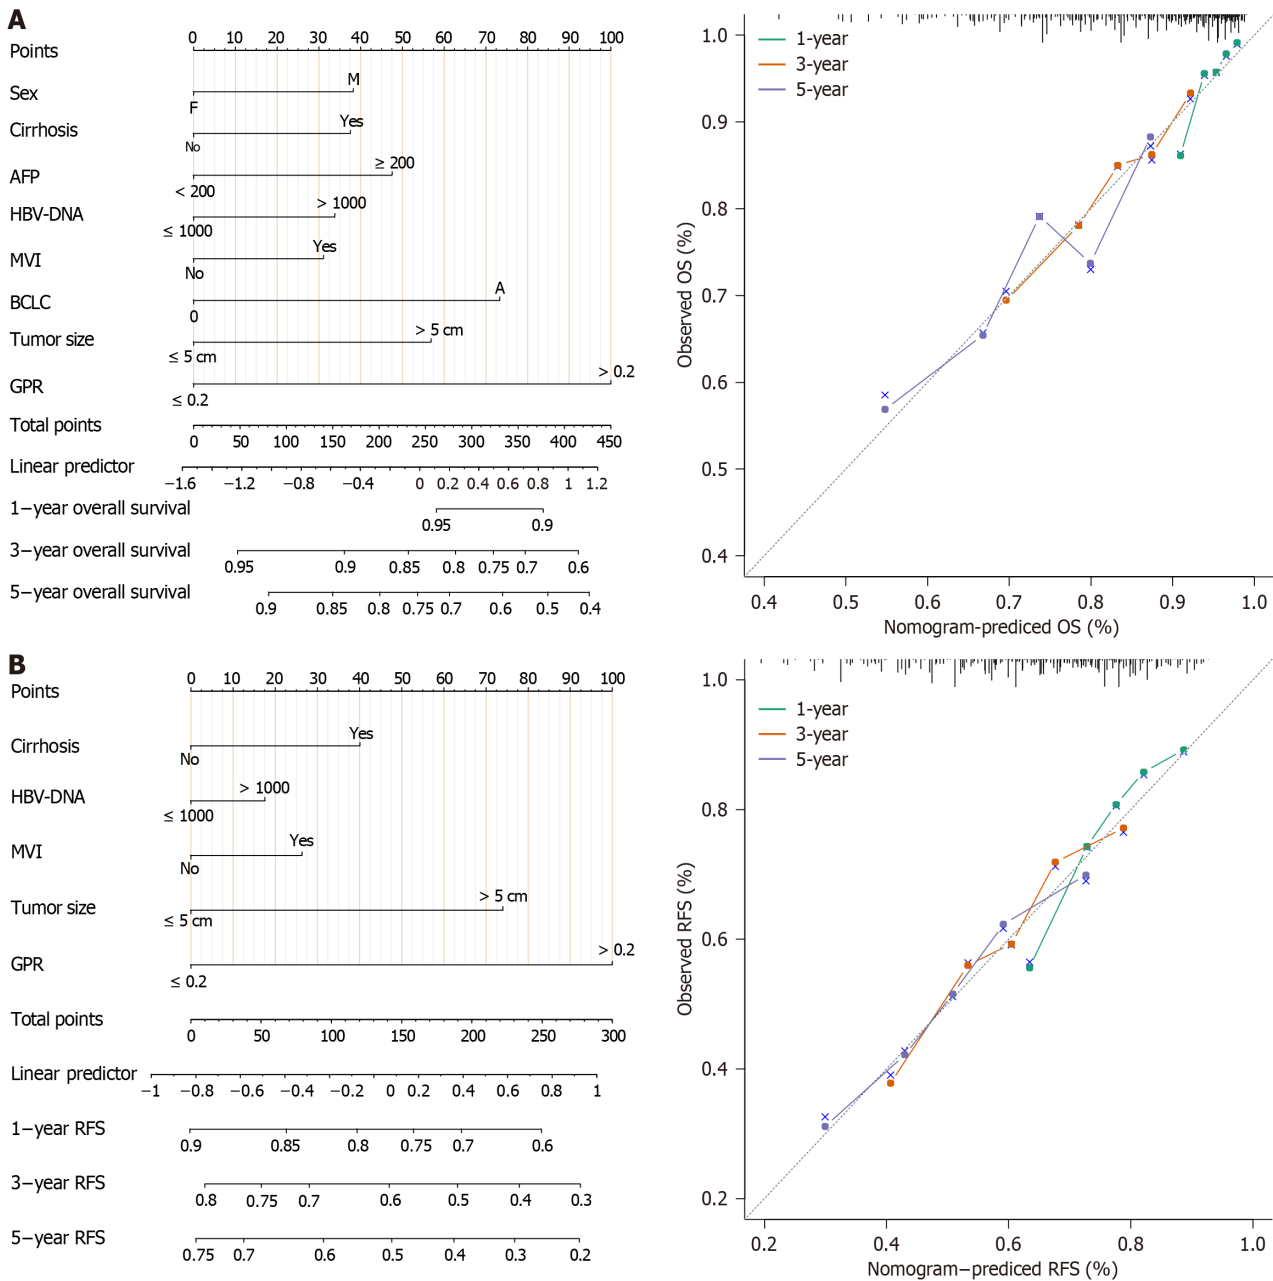 A
Points
0 10 20 30 40 50 60 70 80 90 100
Sex
M
F
Cirrhosis
Yes
No
AFP
≥ 200
< 200
HBV-DNA
> 1000
≤ 1000
MVI
Yes
No
BCLC
A
0
Tumor size
> 5 cm
≤ 5 cm
GPR
> 0.2
≤ 0.2
Total points
0 50 100 150 200 250 300 350 400 450
Linear predictor
−1.6 −1.2 −0.8 −0.4 0 0.2 0.4 0.6 0.8 1 1.2
1−year overall survival
0.95 0.9
3−year overall survival
0.95 0.9 0.85 0.8 0.75 0.7 0.6
5−year overall survival
0.9 0.85 0.8 0.75 0.7 0.6 0.5 0.4
1-year
3-year
5-year
Observed OS (%)
1.0
0.9
0.8
0.7
0.6
0.5
0.4
0.4 0.5 0.6 0.7 0.8 0.9 1.0
Nomogram-prediced OS (%)
B
Points
0 10 20 30 40 50 60 70 80 90 100
Cirrhosis
Yes
No
HBV-DNA
> 1000
≤ 1000
MVI
Yes
No
Tumor size
> 5 cm
≤ 5 cm
GPR
> 0.2
≤ 0.2
Total points
0 50 100 150 200 250 300
Linear predictor
−1 −0.8 −0.6 −0.4 −0.2 0 0.2 0.4 0.6 0.8 1
1−year RFS
0.9 0.85 0.8 0.75 0.7 0.6
3−year RFS
0.8 0.75 0.7 0.6 0.5 0.4 0.3
5−year RFS
0.75 0.7 0.6 0.5 0.4 0.3 0.2
1-year
3-year
5-year
Observed RFS (%)
1.0
0.8
0.6
0.4
0.2
0.2 0.4 0.6 0.8 1.0
Nomogram−prediced RFS (%)